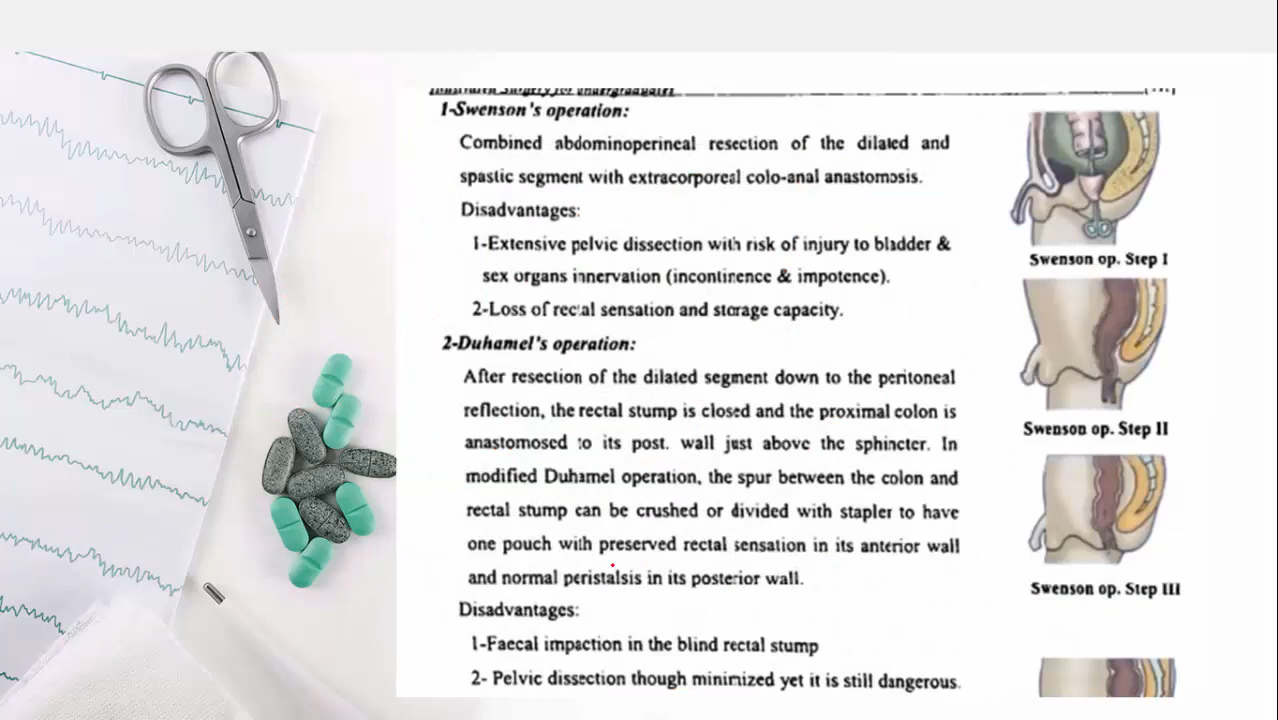 1-Swenson's operation:
Combined abdominoperineal resection of the dilated and
spastic segment with extracorporeal colo-anal anastomosis.
Disadvantages:
1-Extensive pelvic dissection with risk of injury to bladder &
sex organs innervation (incontinence & impotence).
2-Loss of rectal sensation and storage capacity.
2-Duhamel's operation:
After resection of the dilated segment down to the peritoneal
reflection, the rectal stump is closed and the proximal colon is
anastomosed to its post. wall just above the sphincter. In
modified Duhamel operation, the spur between the colon and
rectal stump can be crushed or divided with stapler to have
one pouch with preserved rectal sensation in its anterior wall
and normal peristalsis in its posterior wall.
Disadvantages:
1-Faecal impaction in the blind rectal stump
2- Pelvic dissection though minimized yet it is still dangerous.
Swenson op. Step I
Swenson op. Step II
Swenson op. Step III